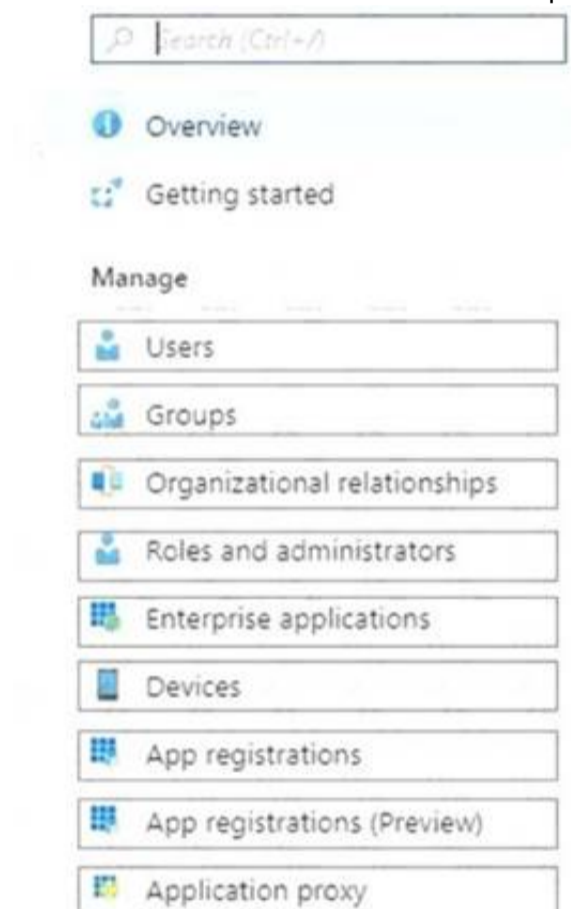 Search (Ctrl+/)
Overview
Getting started
Manage
Users
Groups
Organizational relationships
Roles and administrators
Enterprise applications
Devices
App registrations
App registrations (Preview)
Application proxy